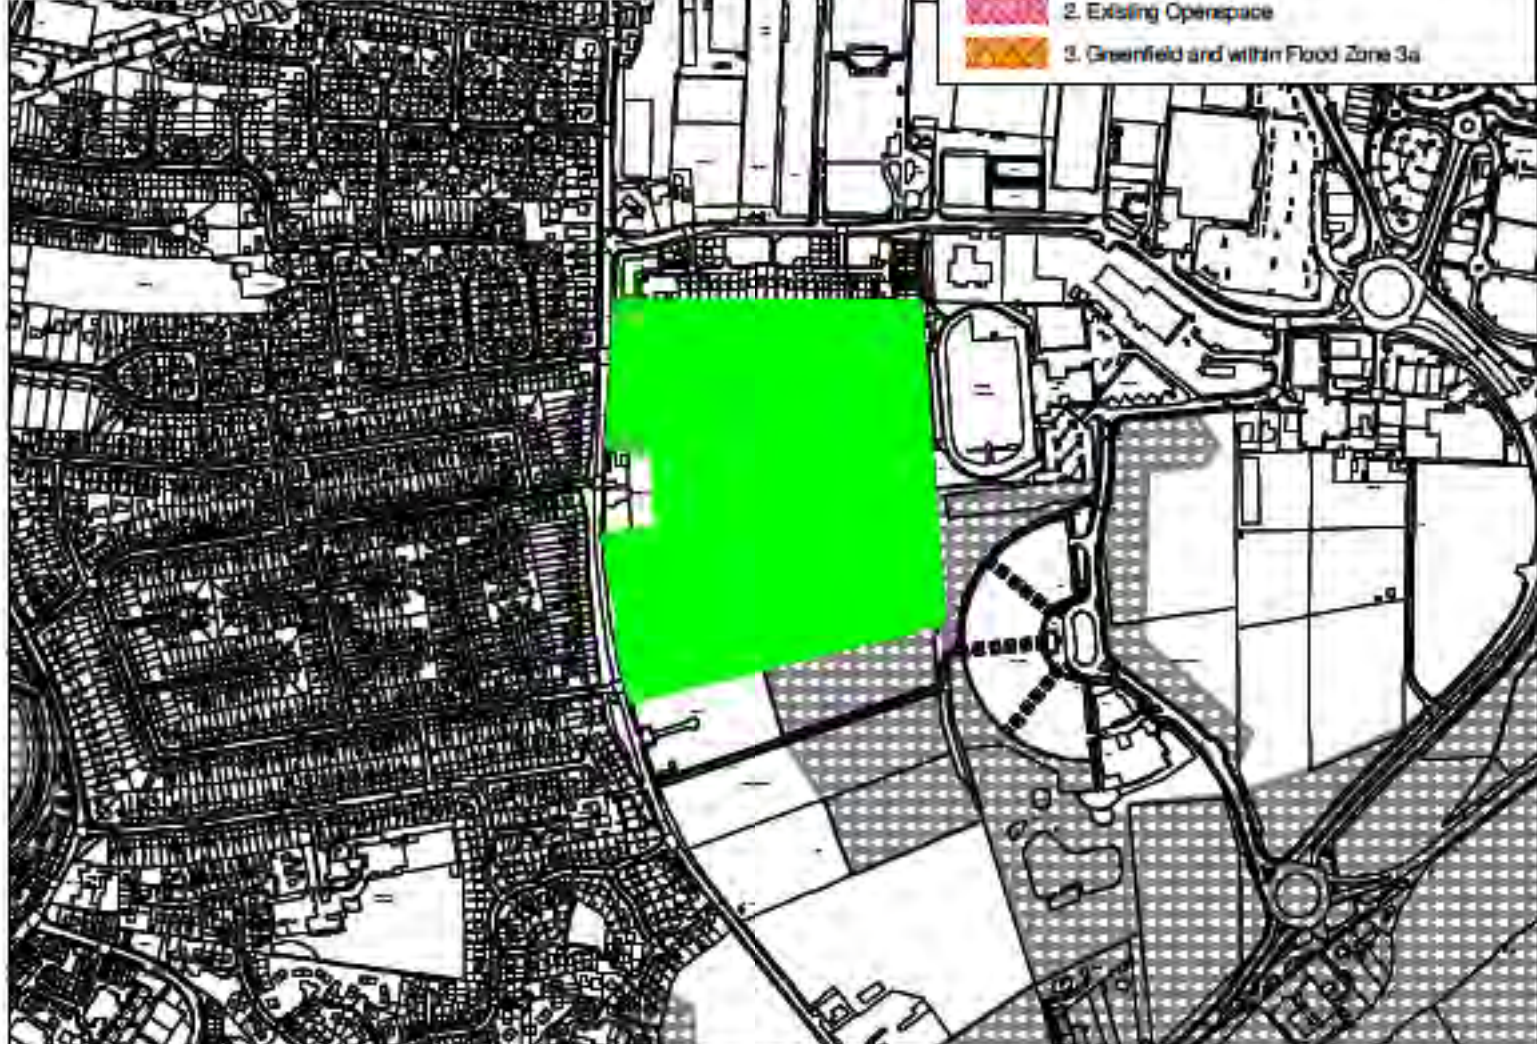 2. Existing Openspace
3. Greenfield and within Flood Zone 3a